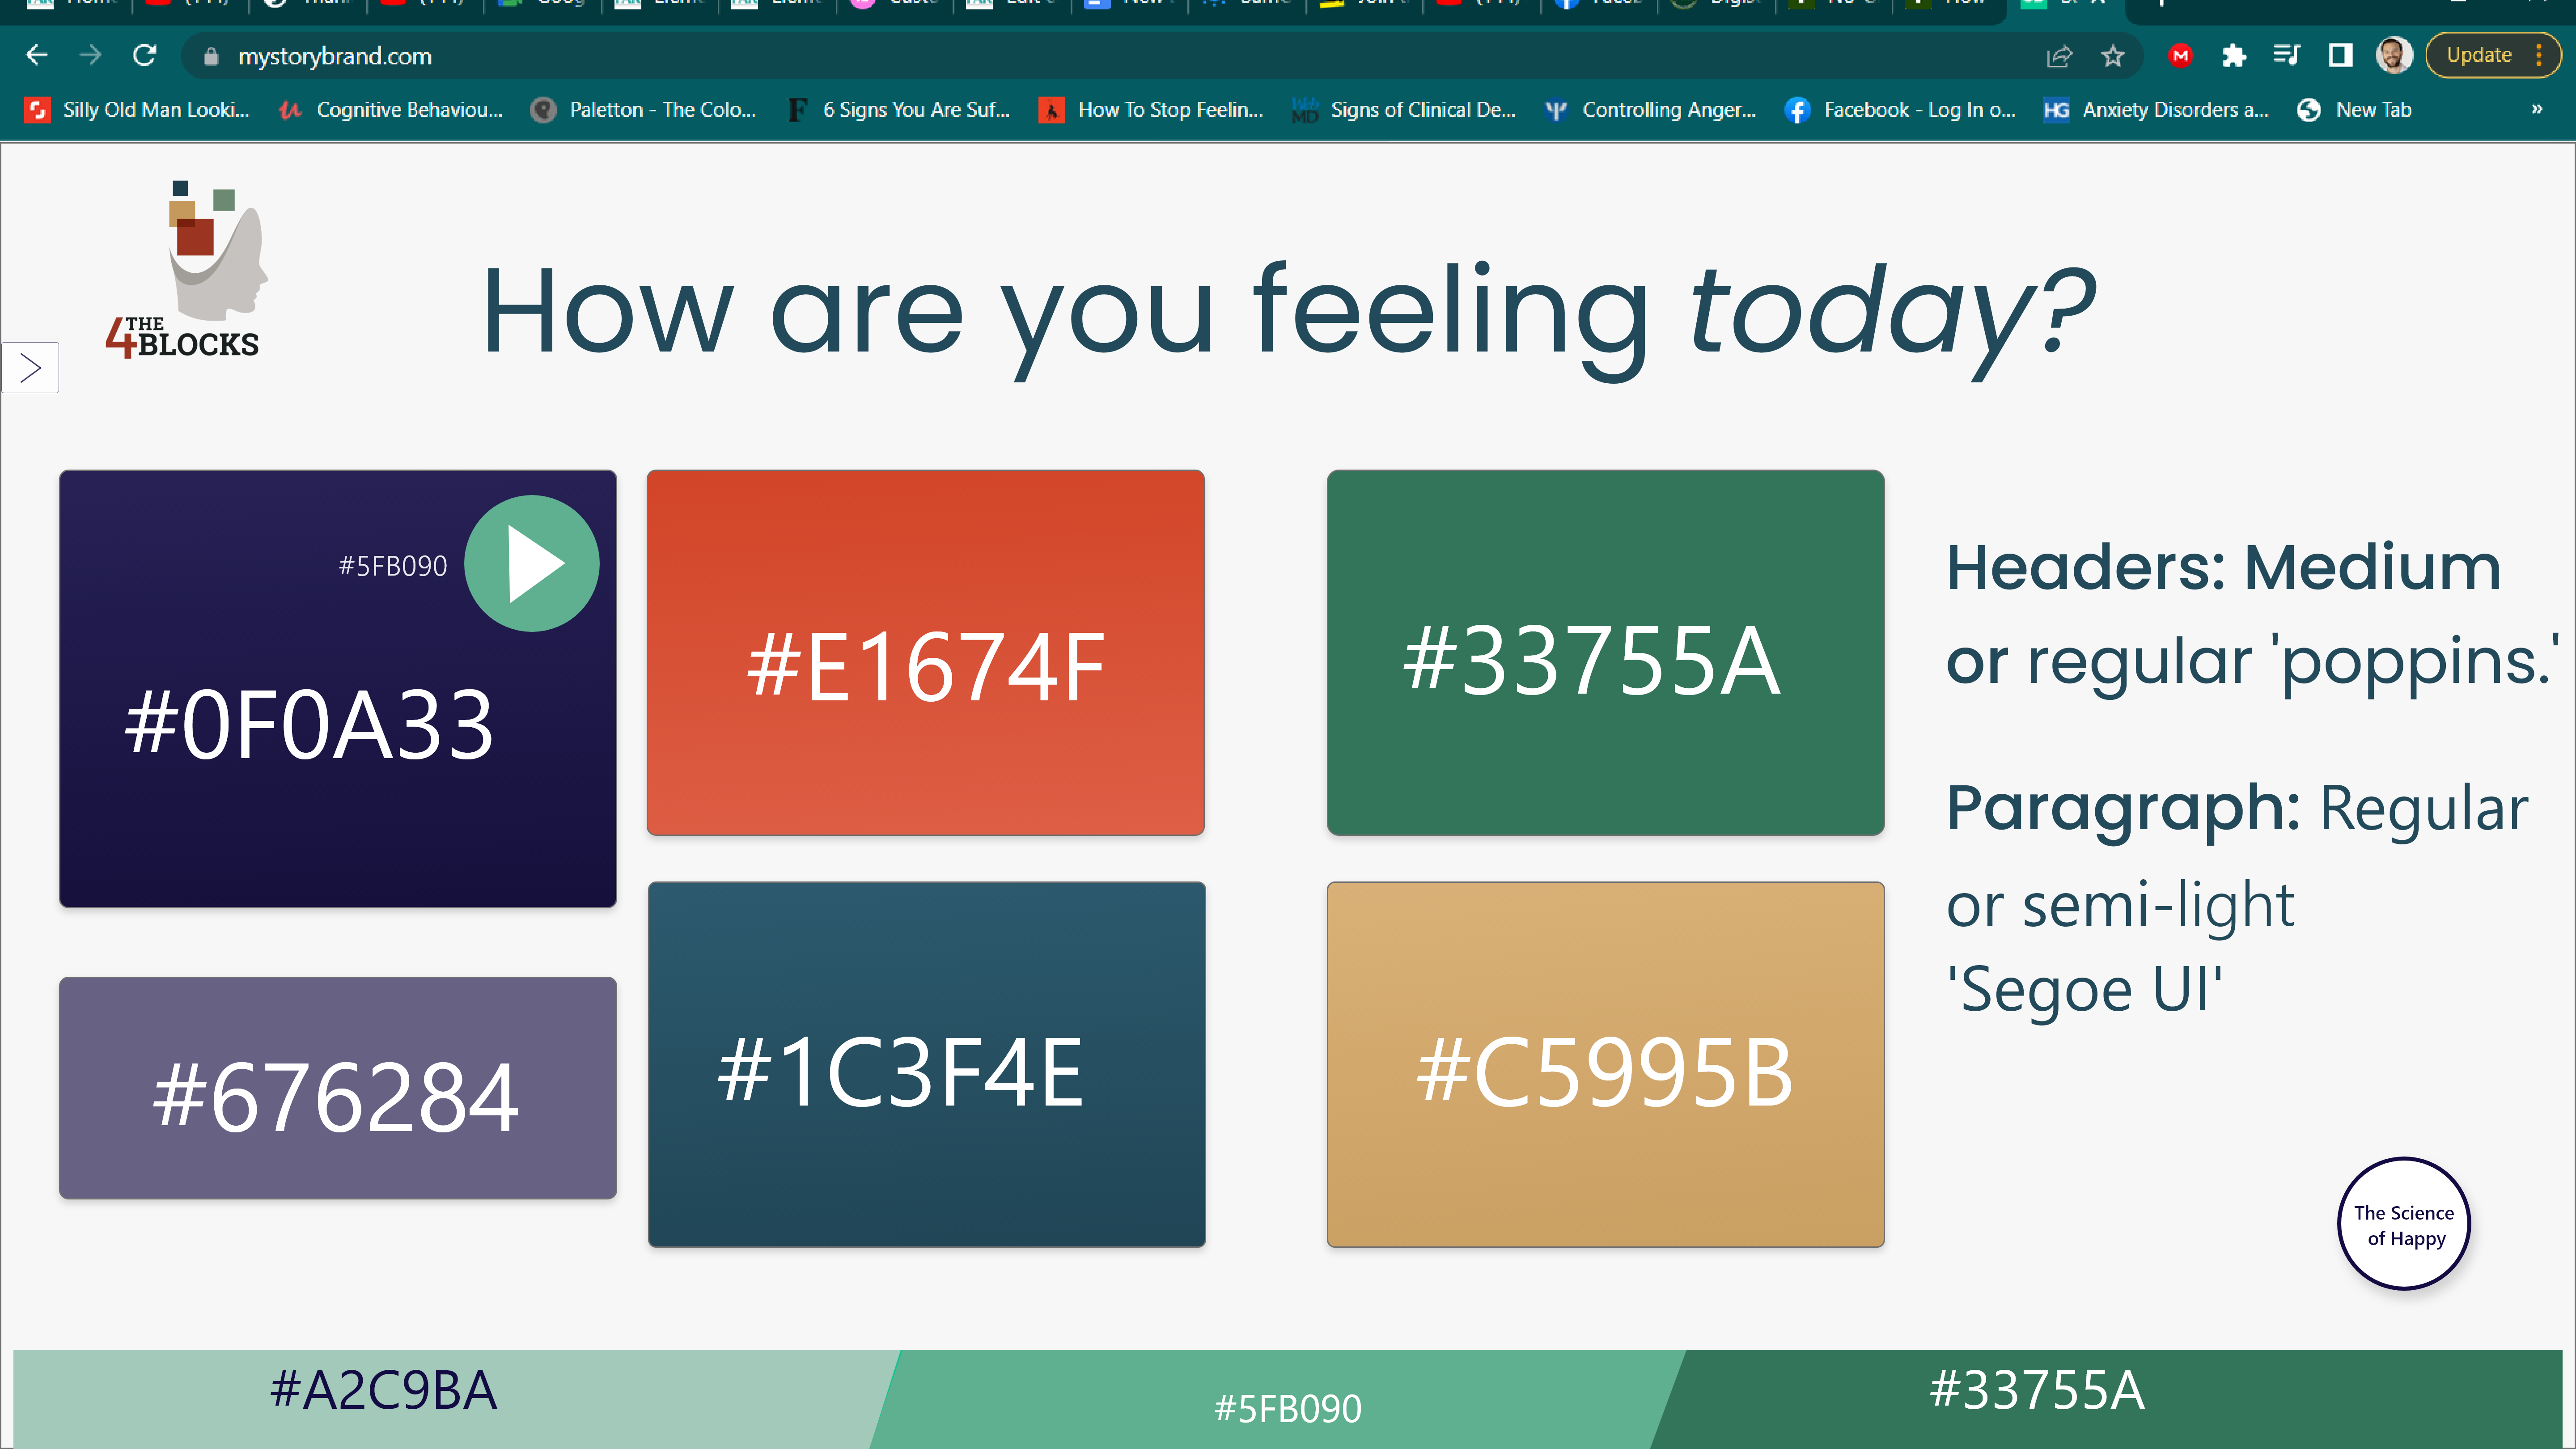 mystorybrand.com
Update
Silly Old Man Looki...
Cognitive Behaviou...
Paletton - The Colo...
F
6 Signs You Are Suf...
How To Stop Feelin...
Web MD
Signs of Clinical De...
Controlling Anger...
Facebook - Log In o...
HG
Anxiety Disorders a...
New Tab
4 THE
BLOCKS
How are you feeling today?
#5FB090
#0F0A33
#E1674F
#33755A
#676284
#1C3F4E
#C5995B
Headers: Medium
or regular 'poppins.'
Paragraph: Regular
or semi-light
'Segoe UI'
The Science
of Happy
#A2C9BA
#5FB090
#33755A